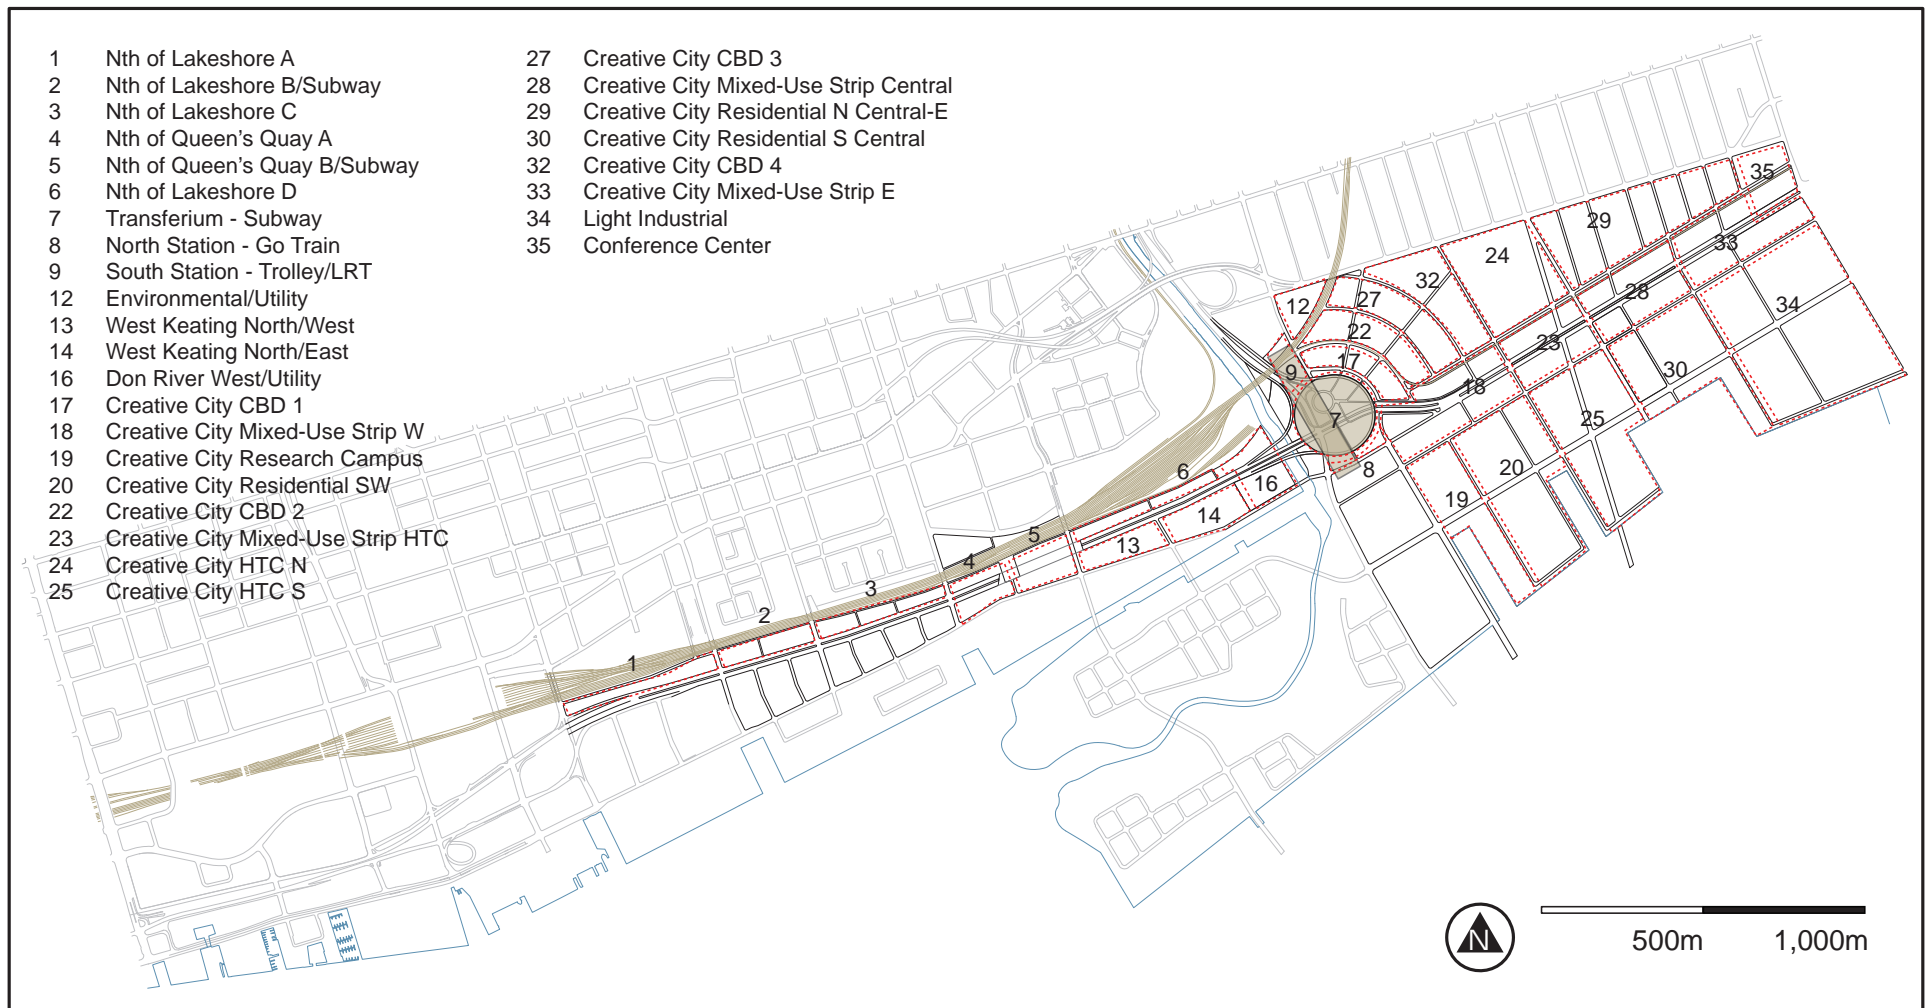 1 Nth of Lakeshore A
2 Nth of Lakeshore B/Subway
3 Nth of Lakeshore C
4 Nth of Queen's Quay A
5 Nth of Queen's Quay B/Subway
6 Nth of Lakeshore D
7 Transferium - Subway
8 North Station - Go Train
9 South Station - Trolley/LRT
12 Environmental/Utility
13 West Keating North/West
14 West Keating North/East
16 Don River West/Utility
17 Creative City CBD 1
18 Creative City Mixed-Use Strip W
19 Creative City Research Campus
20 Creative City Residential SW
22 Creative City CBD 2
23 Creative City Mixed-Use Strip HTC
24 Creative City HTC N
25 Creative City HTC S
27 Creative City CBD 3
28 Creative City Mixed-Use Strip Central
29 Creative City Residential N Central-E
30 Creative City Residential S Central
32 Creative City CBD 4
33 Creative City Mixed-Use Strip E
34 Light Industrial
35 Conference Center
35
29
33
24
32
28
27
12
34
22
23
17
9
30
18
7
25
8
20
6
16
19
14
5
13
4
3
2
1
N
500m 1,000m